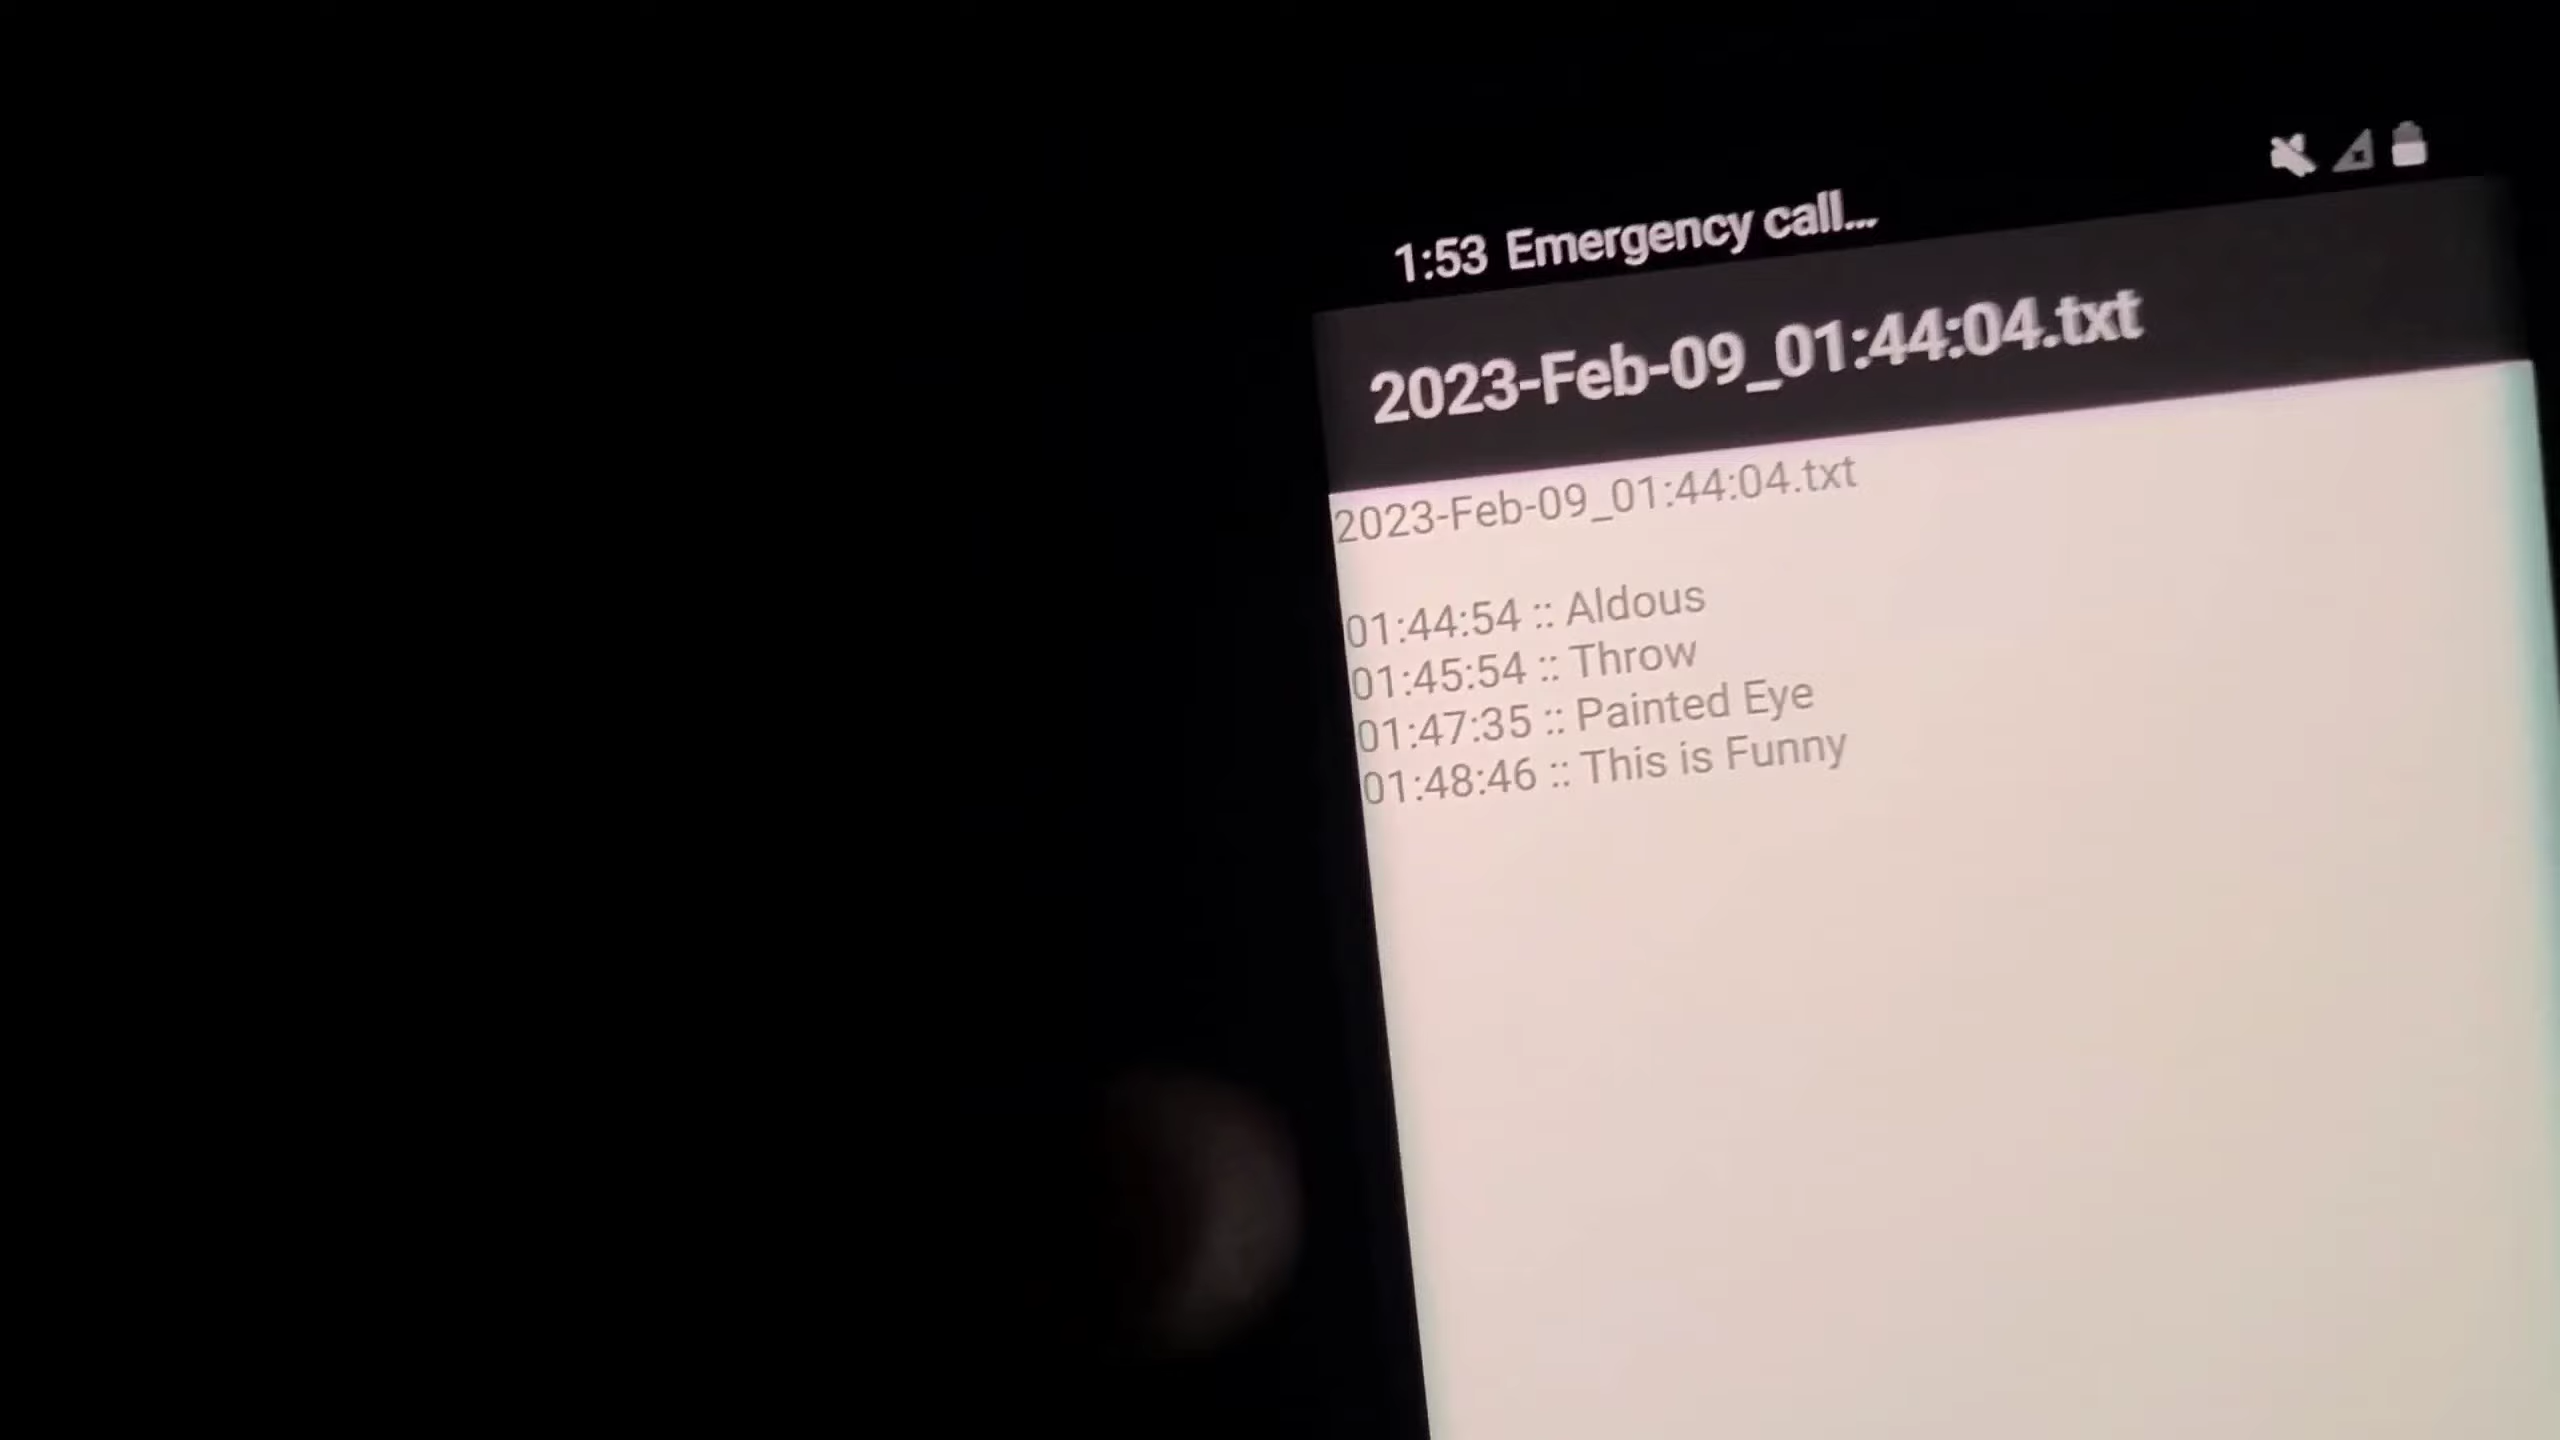 1:53 Emergency call...
2023-Feb-09_01:44:04.txt
2023-Feb-09_01:44:04.txt
01:44:54 :: Aldous
01:45:54 :: Throw
01:47:35 :: Painted Eye
01:48:46 :: This is Funny